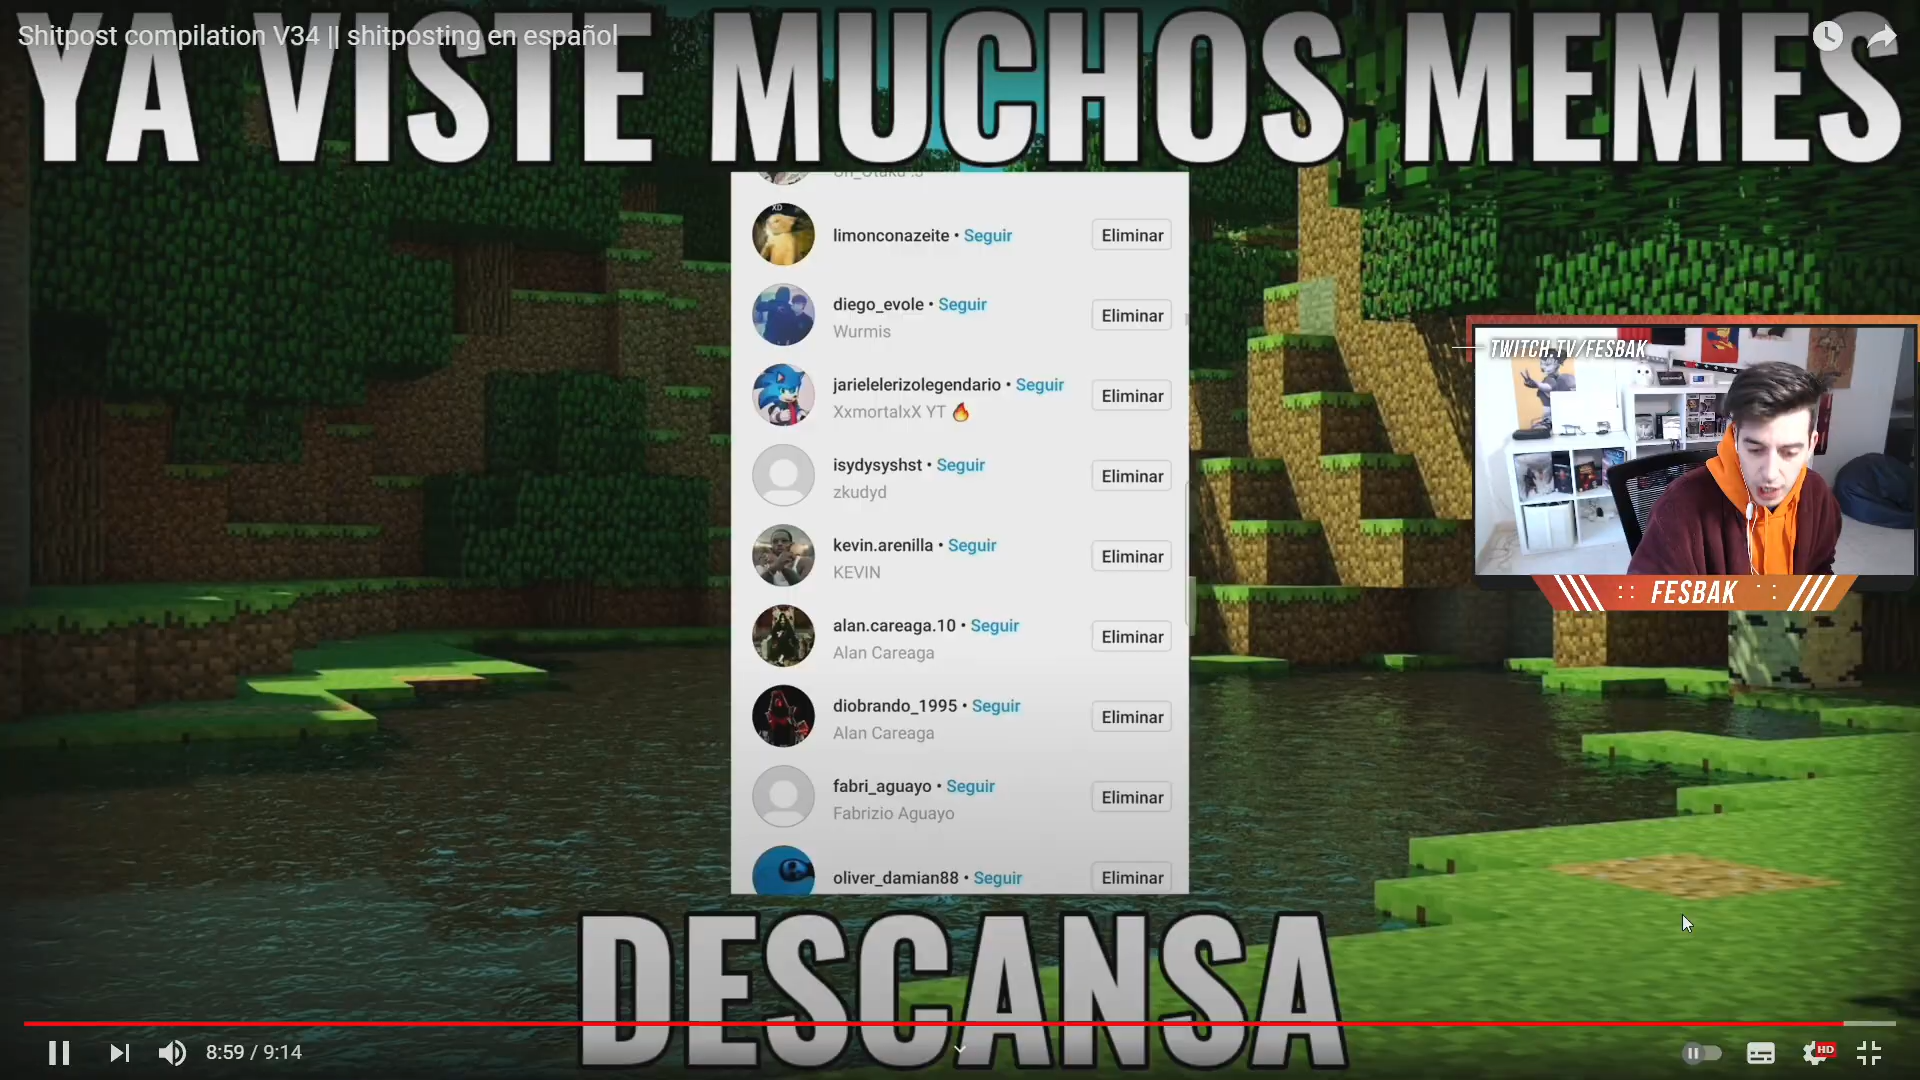 Shitpost compilation V34 || shitposting en español
YA VISTE MUCHOS MEMES
limonconazeite • Seguir
Eliminar
diego_evole • Seguir
Wurmis
Eliminar
jarielelerizolegendario • Seguir
XxmortalxX YT 🔥
Eliminar
isydysyshst • Seguir
zkudyd
Eliminar
kevin.arenilla • Seguir
KEVIN
Eliminar
alan.careaga.10 • Seguir
Alan Careaga
Eliminar
diobrando_1995 • Seguir
Alan Careaga
Eliminar
fabri_aguayo • Seguir
Fabrizio Aguayo
Eliminar
oliver_damian88 • Seguir
Eliminar
TWITCH.TV/FESBAK
:: FESBAK ::
DESCANSA
8:59 / 9:14
HD